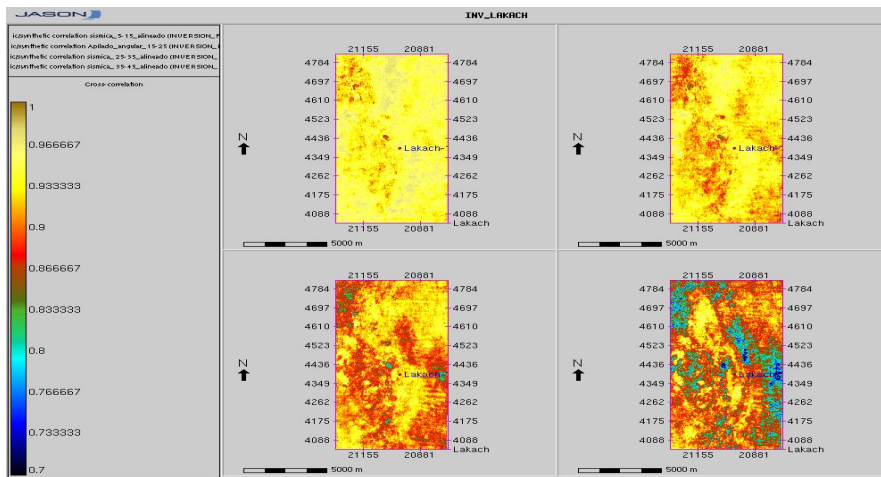 JASON
INV_LAKACH
ic/synthetic correlation sismica_5-15_alineado (INVERSION_F
ic/synthetic correlation Apilado_angular_15-25 (INVERSION_I
ic/synthetic correlation sismica_25-35_alineado (INVERSION_
ic/synthetic correlation sismica_35-45_alineado (INVERSION_
Cross-correlation
1
0.966667
0.933333
0.9
0.866667
0.833333
0.8
0.766667
0.733333
0.7
21155 20881
4784 4784
4697 4697
4610 4610
4523 4523
N 4436 4436
4349 Lakach 4349
4262 4262
4175 4175
4088 4088
Lakach
5000 m
21155 20881
4784 4784
4697 4697
4610 4610
4523 4523
N 4436 4436
4349 Lakach 4349
4262 4262
4175 4175
4088 4088
Lakach
5000 m
21155 20881
4784 4784
4697 4697
4610 4610
4523 4523
N 4436 4436
4349 Lakach 4349
4262 4262
4175 4175
4088 4088
21155 20881 Lakach
5000 m
21155 20881
4784 4784
4697 4697
4610 4610
4523 4523
N 4436 4436
4349 Lakach 4349
4262 4262
4175 4175
4088 4088
21155 20881 Lakach
5000 m